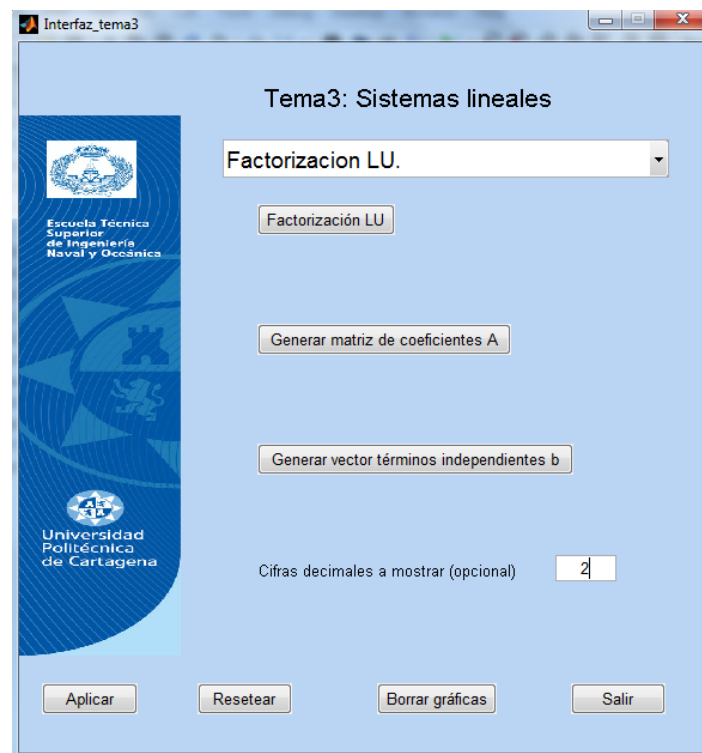 Interfaz_tema3
Tema3: Sistemas lineales
Factorizacion LU.
Factorización LU
Escuela Técnica
Superior
de Ingeniería
Naval y Oceánica
Generar matriz de coeficientes A
Generar vector términos independientes b
Universidad
Politécnica
de Cartagena
Cifras decimales a mostrar (opcional)
2
Aplicar
Resetear
Borrar gráficas
Salir